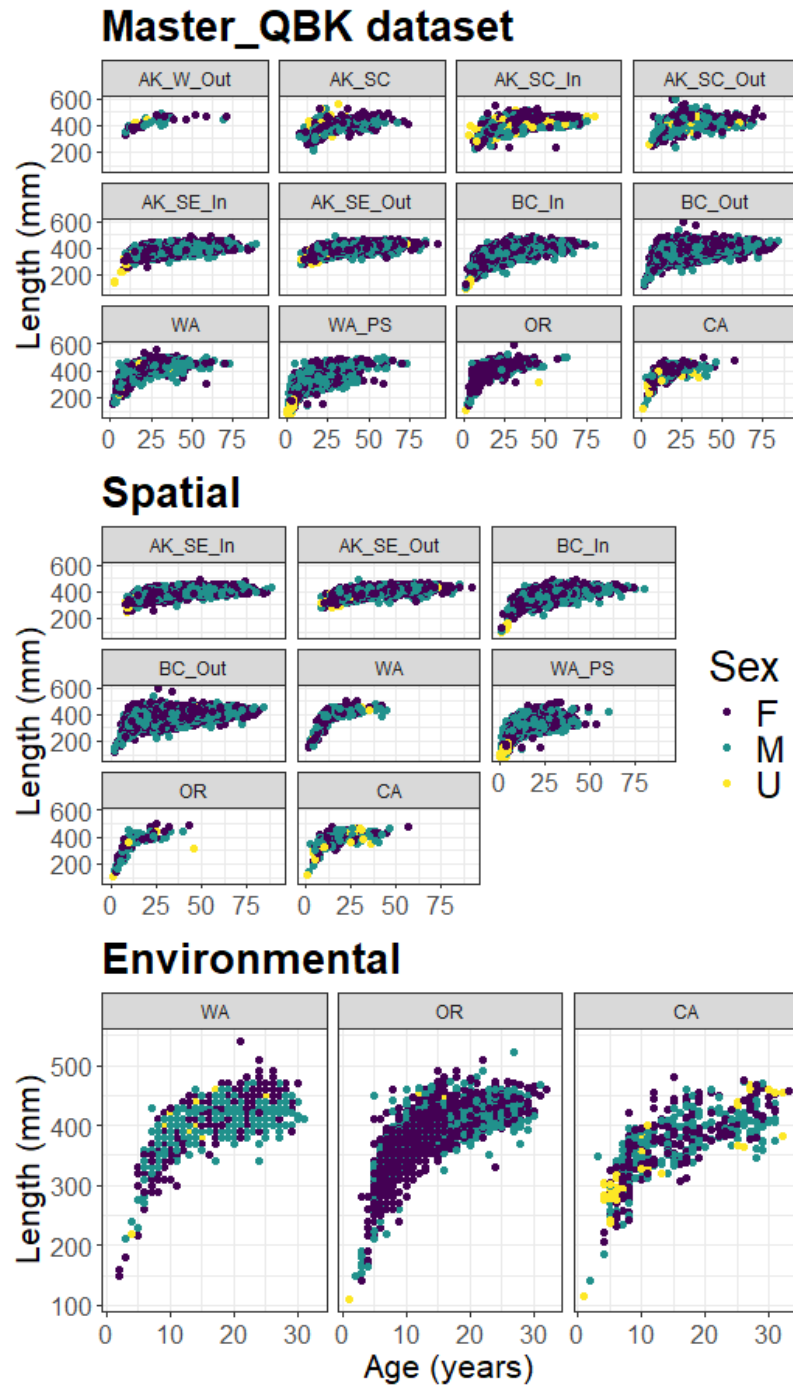 Master_QBK dataset
AK_W_Out AK_SC AK_SC_In AK_SC_Out
600
400
200
AK_SE_In AK_SE_Out BC_In BC_Out
600
400
200
WA WA_PS OR CA
600
400
200
0 25 50 75 0 25 50 75 0 25 50 75 0 25 50 75
Length (mm)
Spatial
AK_SE_In AK_SE_Out BC_In
600
400
200
BC_Out WA WA_PS
600
400
200
0 25 50 75
OR CA
600
400
200
0 25 50 75 0 25 50 75
Length (mm)
Sex
F
M
U
Environmental
WA OR CA
500
400
300
200
100
0 10 20 30 0 10 20 30 0 10 20 30
Length (mm)
Age (years)